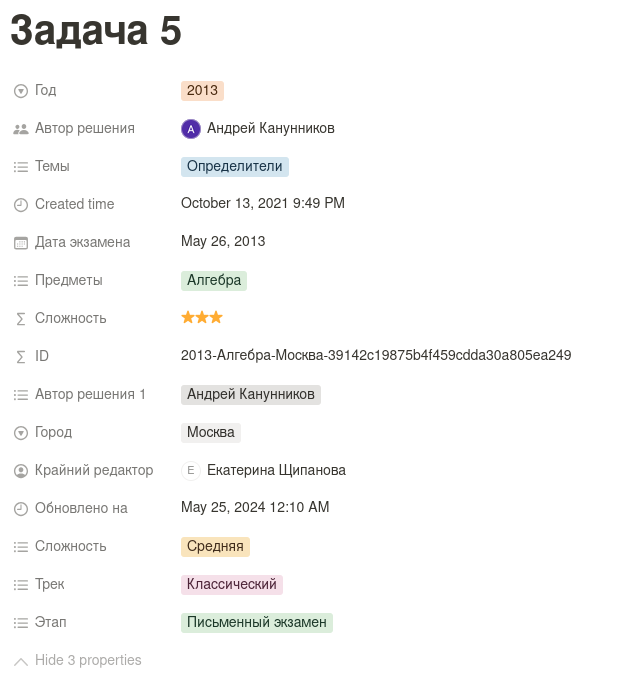 Задача 5
Год 2013
Автор решения А Андрей Канунников
Темы Определители
Created time October 13, 2021 9:49 PM
Дата экзамена May 26, 2013
Предметы Алгебра
Сложность ⭐⭐⭐
ID 2013-Алгебра-Москва-39142c19875b4f459cdda30a805ea249
Автор решения 1 Андрей Канунников
Город Москва
Крайний редактор Е Екатерина Щипанова
Обновлено на May 25, 2024 12:10 AM
Сложность Средняя
Трек Классический
Этап Письменный экзамен
Hide 3 properties